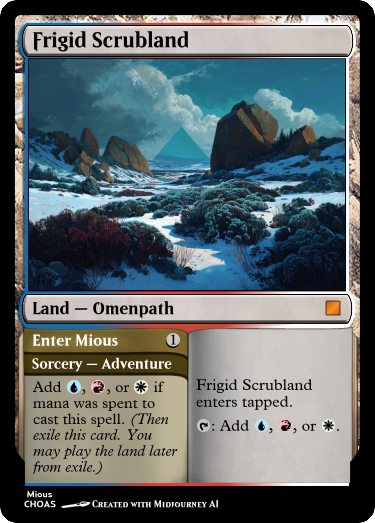 Frigid Scrubland
Land — Omenpath
Enter Mious 1
Sorcery — Adventure
Add , , or if
mana was spent to
cast this spell. (Then
exile this card. You
may play the land later
from exile.)
Frigid Scrubland
enters tapped.
: Add , , or .
Mious
CHOAS Created with Midjourney AI